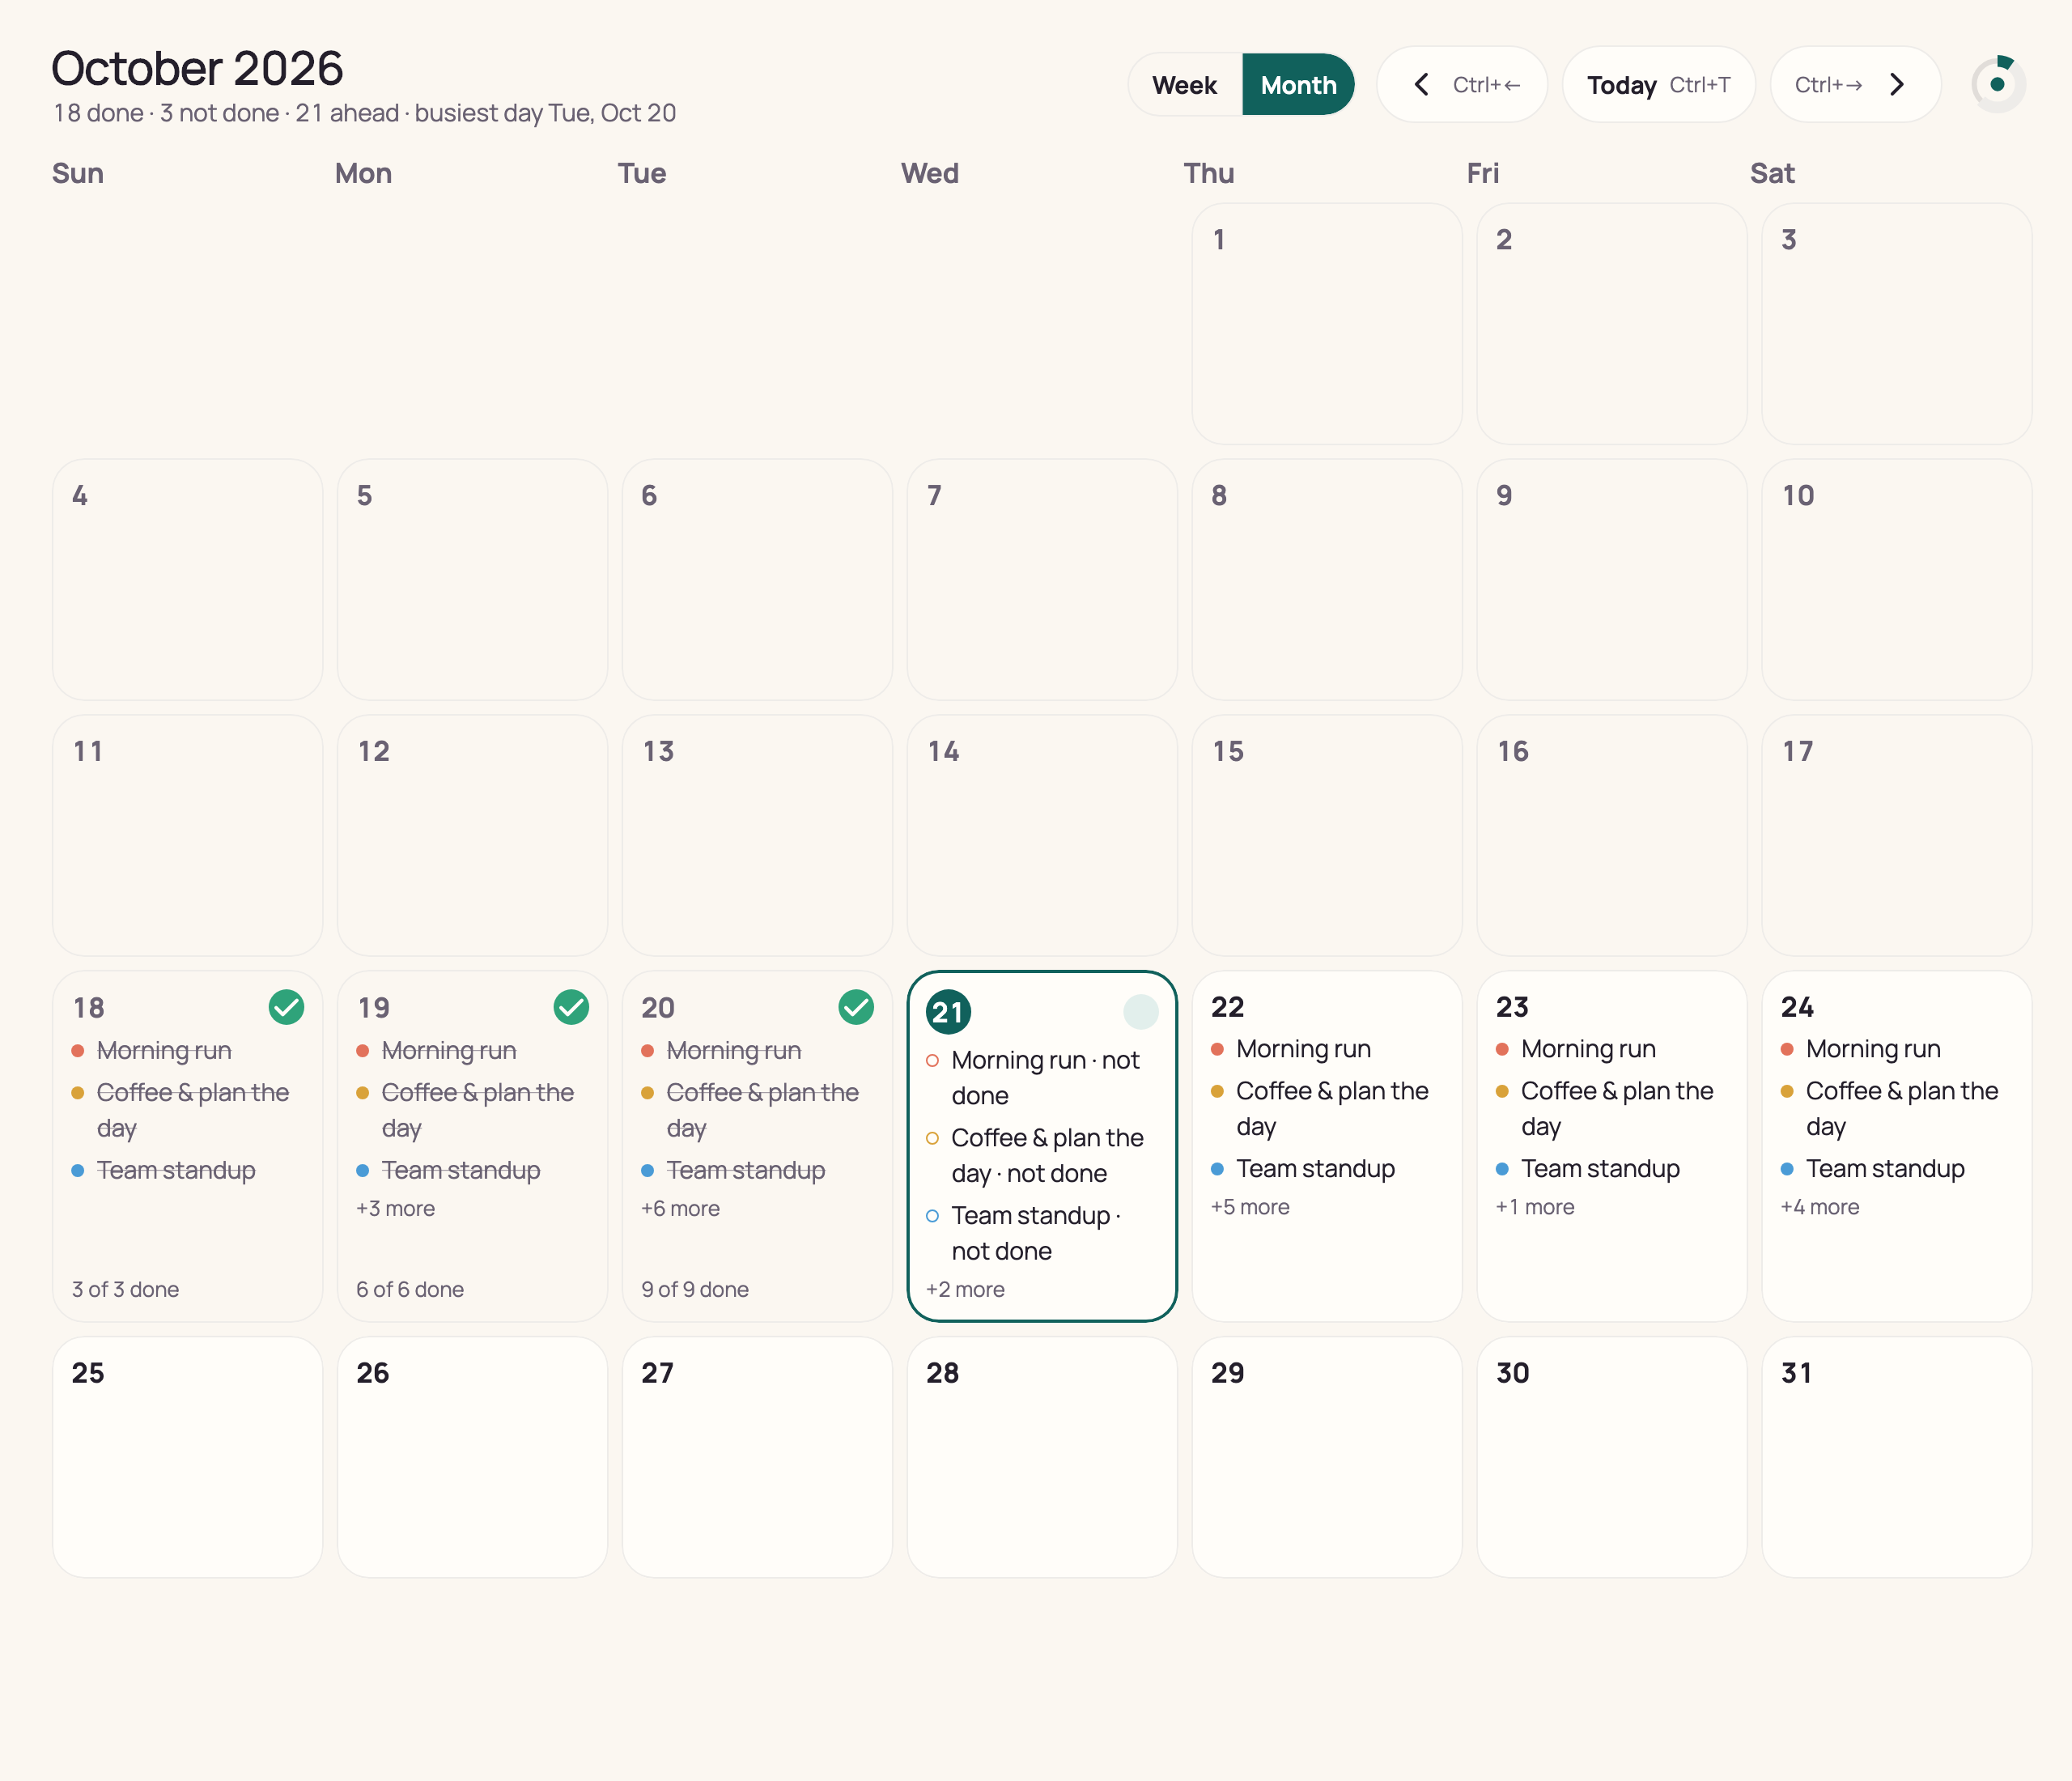 October 2026
18 done · 3 not done · 21 ahead · busiest day Tue, Oct 20
Week
Month
Ctrl+←
Today Ctrl+T
Ctrl+→
Sun
Mon
Tue
Wed
Thu
Fri
Sat
1
2
3
4
5
6
7
8
9
10
11
12
13
14
15
16
17
18
Morning run
Coffee & plan the
day
Team standup
3 of 3 done
19
Morning run
Coffee & plan the
day
Team standup
+3 more
6 of 6 done
20
Morning run
Coffee & plan the
day
Team standup
+6 more
9 of 9 done
21
Morning run · not
done
Coffee & plan the
day · not done
Team standup ·
not done
+2 more
22
Morning run
Coffee & plan the
day
Team standup
+5 more
23
Morning run
Coffee & plan the
day
Team standup
+1 more
24
Morning run
Coffee & plan the
day
Team standup
+4 more
25
26
27
28
29
30
31